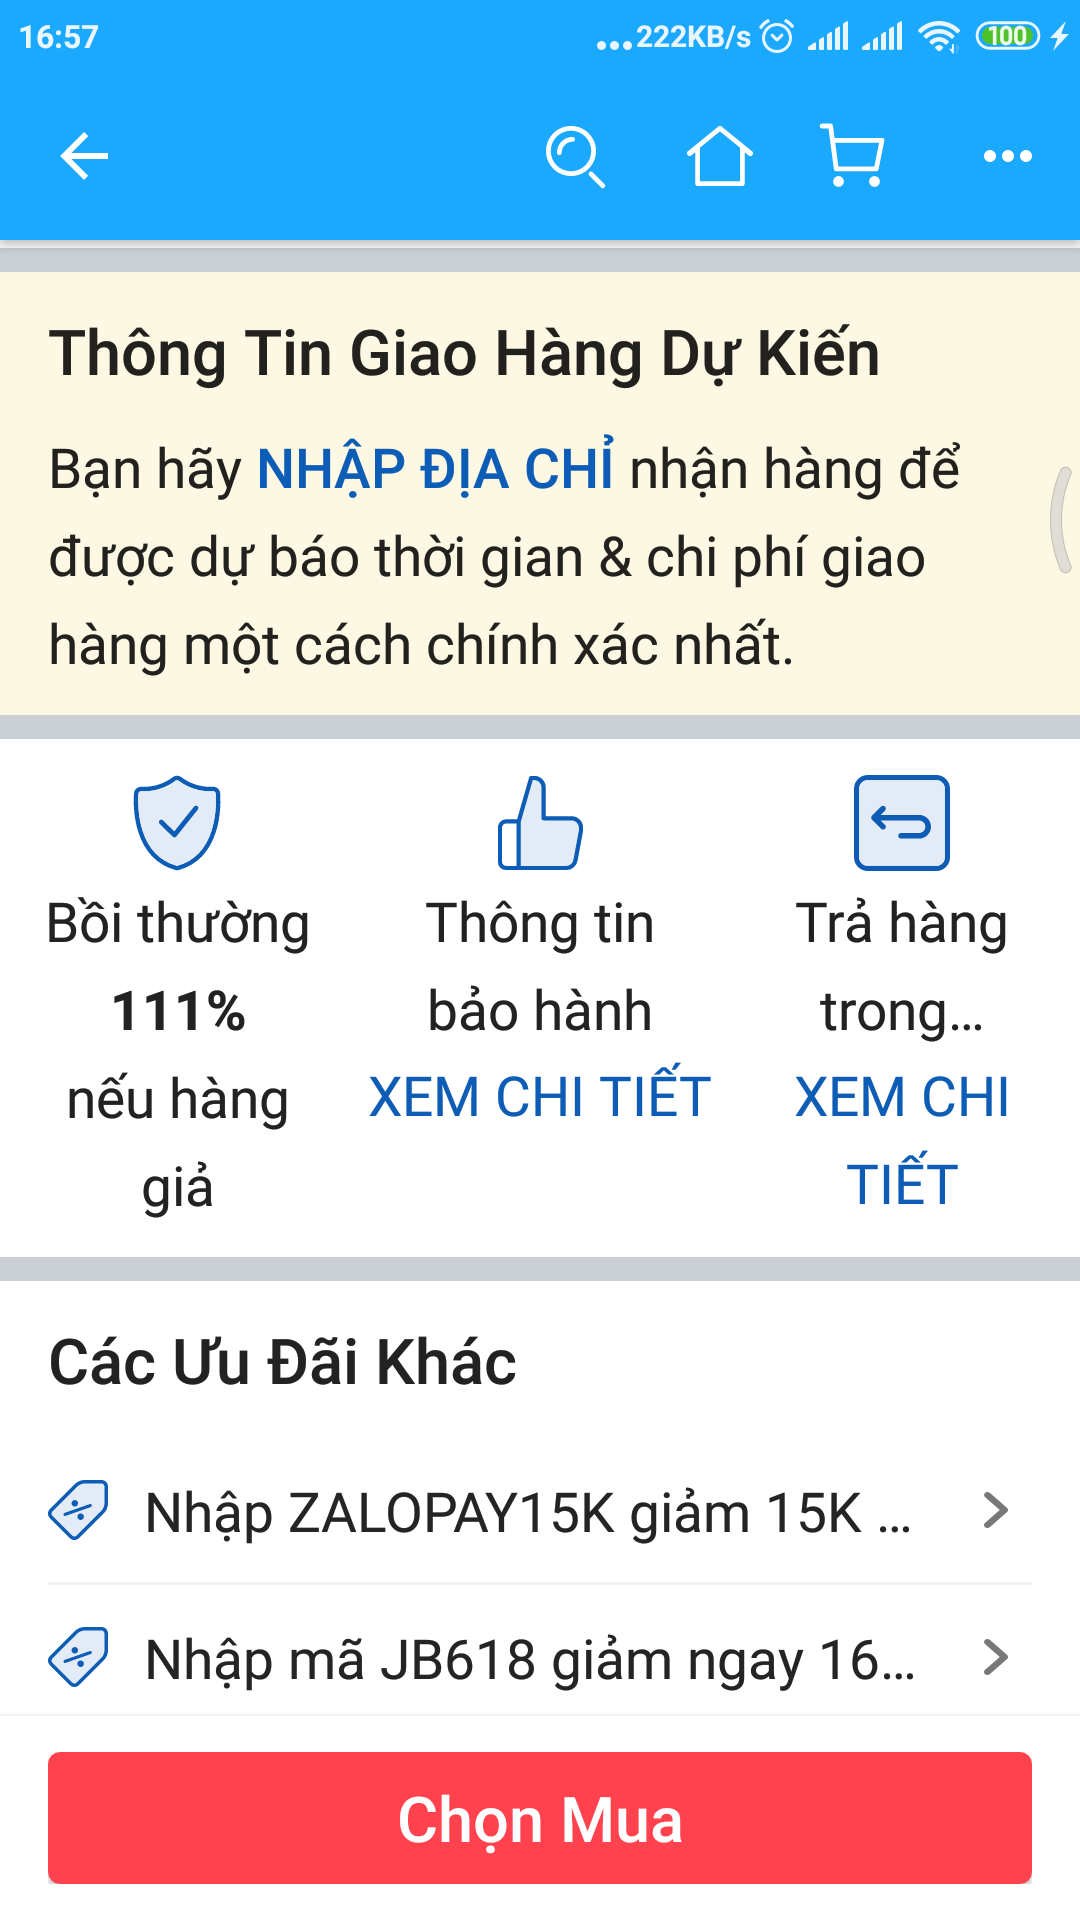 16:57
...222KB/s
100
Thông Tin Giao Hàng Dự Kiến
Bạn hãy NHẬP ĐỊA CHỈ nhận hàng để
được dự báo thời gian & chi phí giao
hàng một cách chính xác nhất.
Bồi thường
111%
nếu hàng
giả
Thông tin
bảo hành
XEM CHI TIẾT
Trả hàng
trong...
XEM CHI
TIẾT
Các Ưu Đãi Khác
Nhập ZALOPAY15K giảm 15K ...
Nhập mã JB618 giảm ngay 16...
Chọn Mua